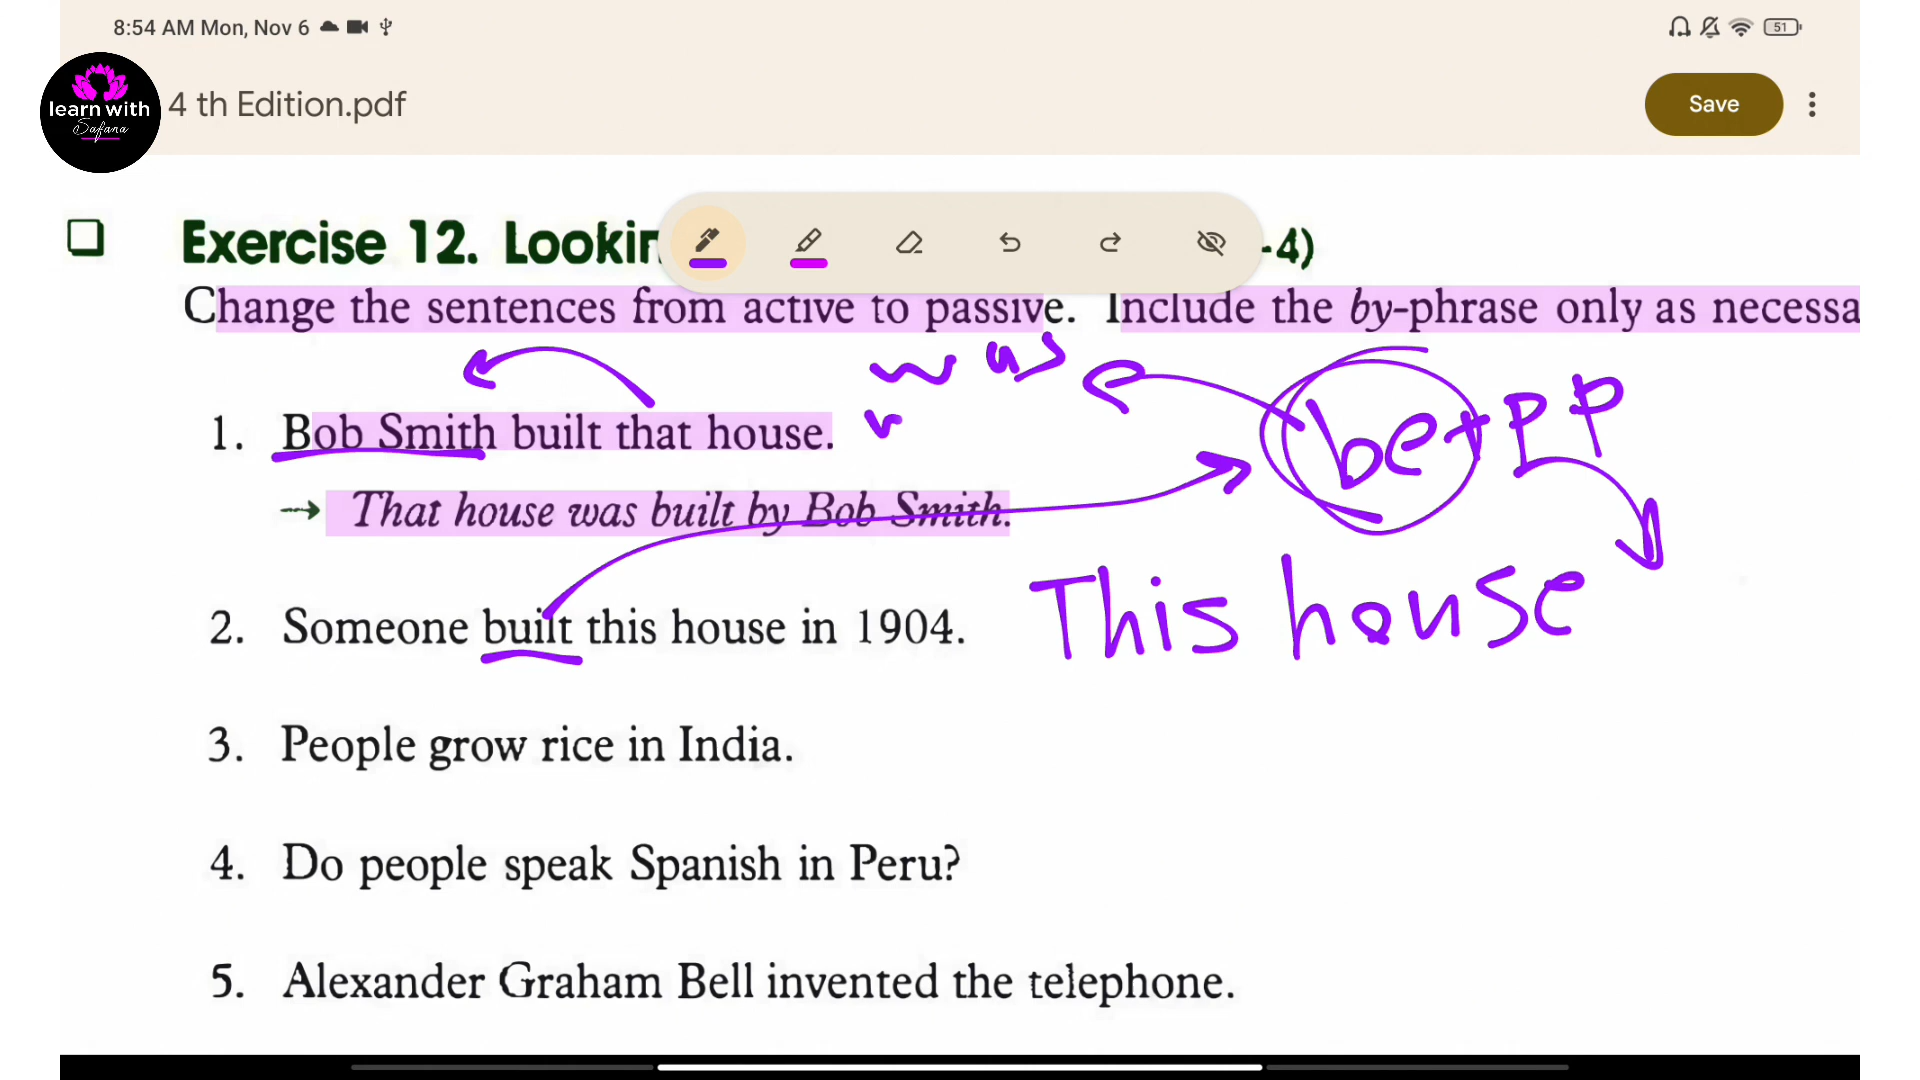 8:54 AM Mon, Nov 6
51
learn with
Safana
4 th Edition.pdf
Save
Exercise 12. Lookin -4)
Change the sentences from active to passive. Include the by-phrase only as necessa
was
be+pp
1. Bob Smith built that house.
→ That house was built by Bob Smith.
2. Someone built this house in 1904. This house
3. People grow rice in India.
4. Do people speak Spanish in Peru?
5. Alexander Graham Bell invented the telephone.